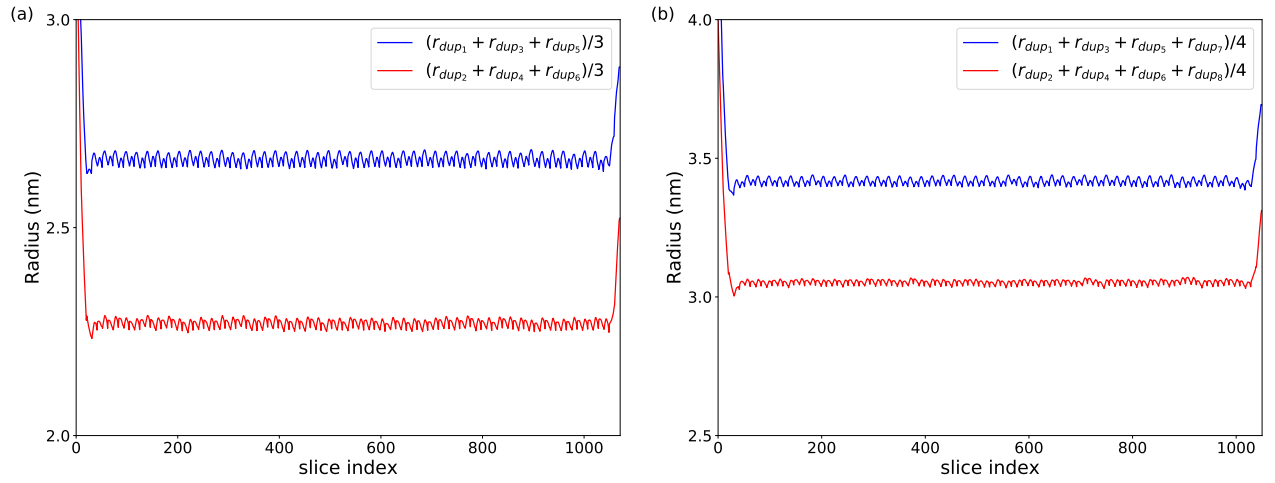 (a)
3.0
2.5
2.0
Radius (nm)
(r_dup₁ + r_dup₃ + r_dup₅)/3
(r_dup₂ + r_dup₄ + r_dup₆)/3
0 200 400 600 800 1000
slice index
(b)
4.0
3.5
3.0
2.5
Radius (nm)
(r_dup₁ + r_dup₃ + r_dup₅ + r_dup₇)/4
(r_dup₂ + r_dup₄ + r_dup₆ + r_dup₈)/4
0 200 400 600 800 1000
slice index